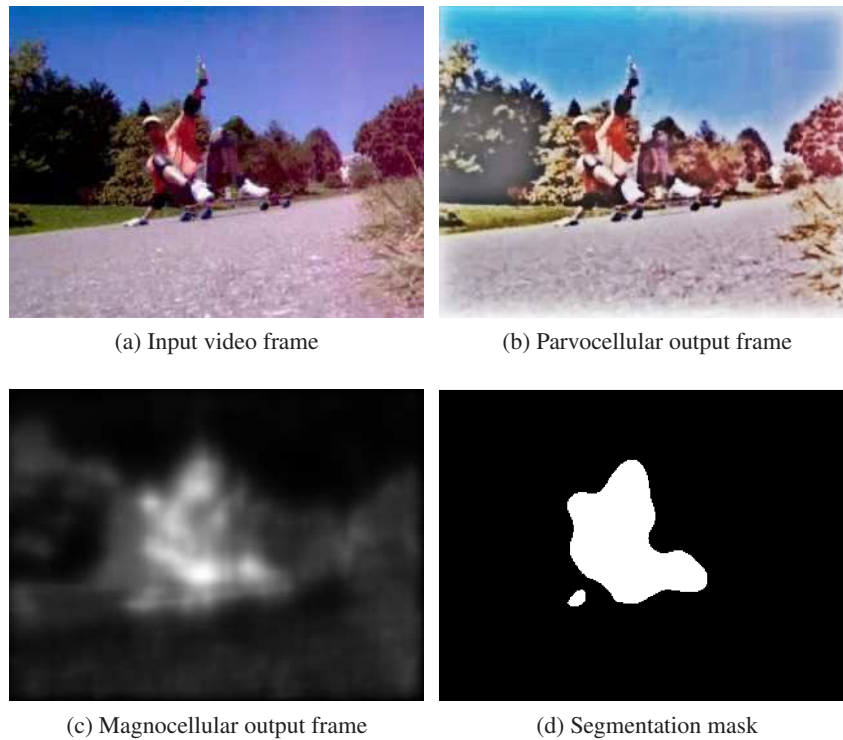 (a) Input video frame
(b) Parvocellular output frame
(c) Magnocellular output frame
(d) Segmentation mask